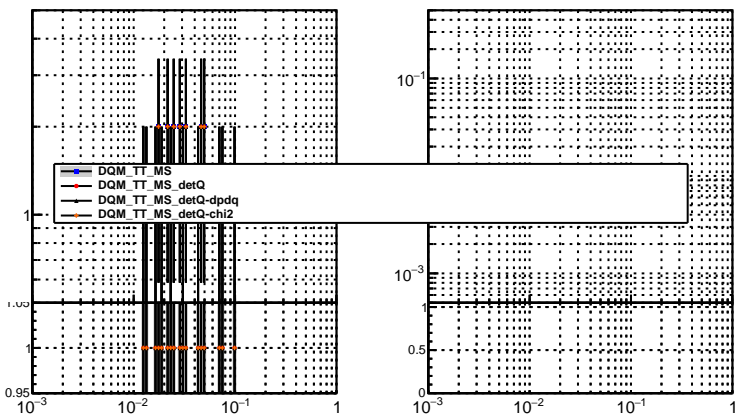 10⁻¹
DQM_TT_MS
DQM_TT_MS_detQ
DQM_TT_MS_detQ-dpdq
DQM_TT_MS_detQ-chi2
1
10⁻³
1.05
1
1
0.5
0.95
0
10⁻³ 10⁻² 10⁻¹ 1
10⁻³ 10⁻² 10⁻¹ 1